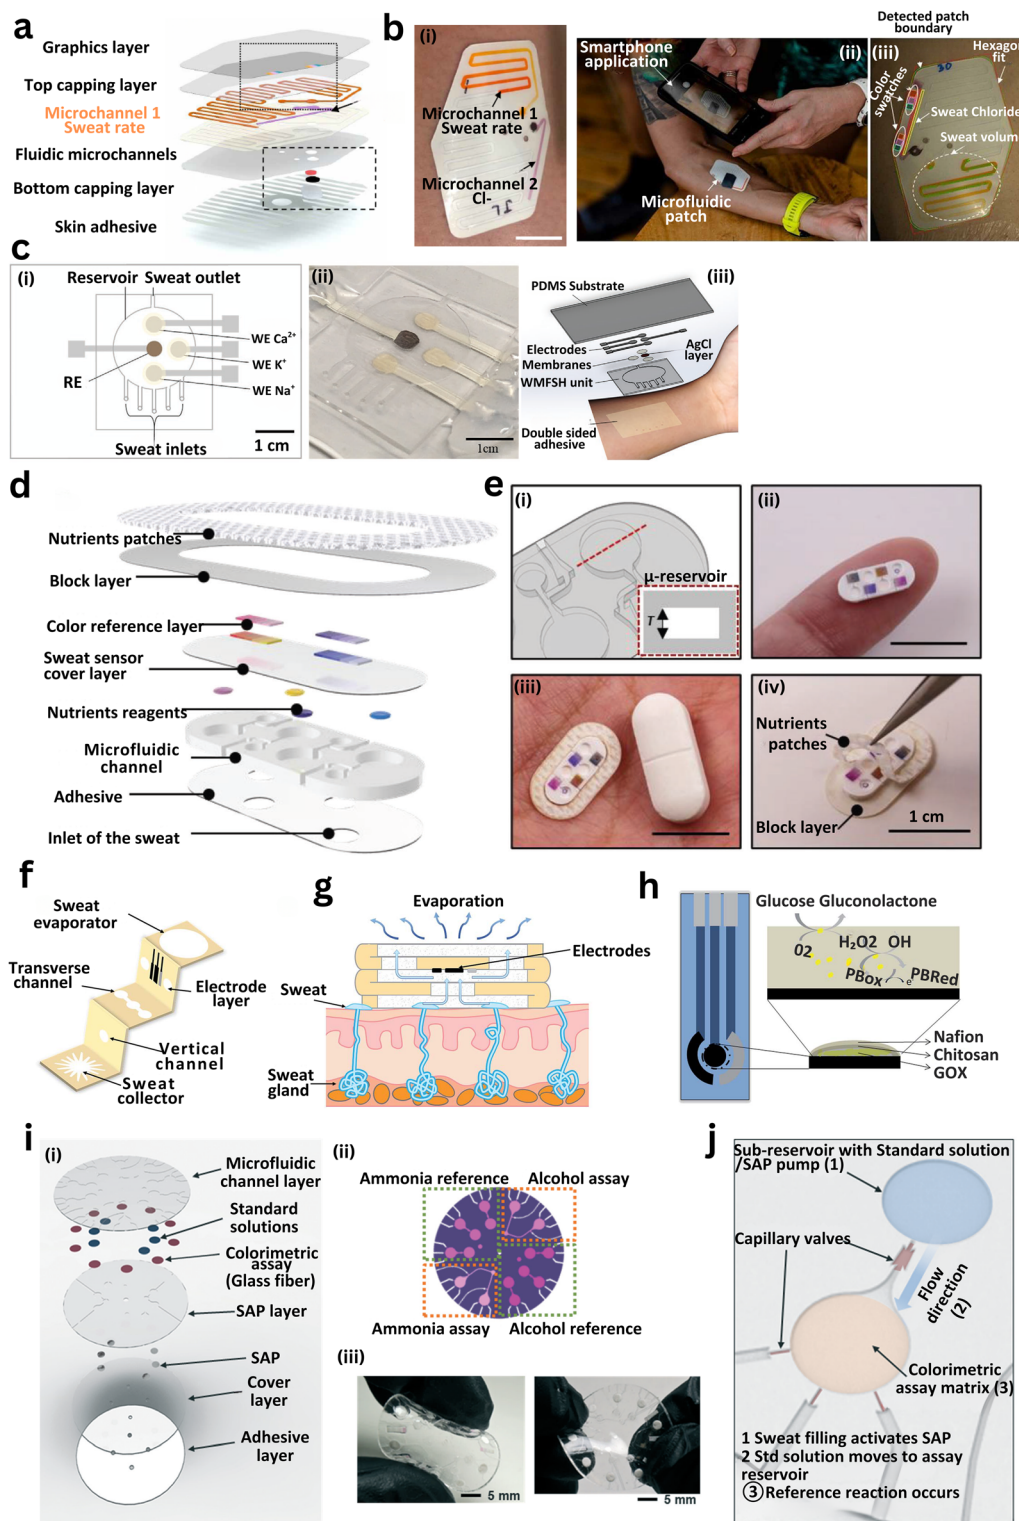 a
Graphics layer
Top capping layer
Microchannel 1
Sweat rate
Fluidic microchannels
Bottom capping layer
Skin adhesive
b
(i)
Microchannel 1
Sweat rate
Microchannel 2
Cl-
JL
Smartphone
application
(ii)
Microfluidic
patch
Detected patch
boundary
(iii)
Hexagon
fit
30
Color
swatches
Sweat Chloride
Sweat volume
c
(i)
Reservoir
Sweat outlet
WE Ca²⁺
WE K⁺
WE Na⁺
RE
Sweat inlets
1 cm
(ii)
1cm
(iii)
PDMS Substrate
Electrodes
AgCl
layer
Membranes
WMFSH unit
Double sided
adhesive
d
Nutrients patches
Block layer
Color reference layer
Sweat sensor
cover layer
Nutrients reagents
Microfluidic
channel
Adhesive
Inlet of the sweat
e
(i)
μ-reservoir
T
(ii)
(iii)
(iv)
Nutrients
patches
Block layer
1 cm
f
Sweat
evaporator
Transverse
channel
Electrode
layer
Vertical
channel
Sweat
collector
g
Evaporation
Electrodes
Sweat
Sweat
gland
h
Glucose Gluconolactone
O2
H₂O2
OH
PBox
e⁻
PBRed
Nafion
Chitosan
GOX
i
(i)
Microfluidic
channel layer
Standard
solutions
Colorimetric
assay
(Glass fiber)
SAP layer
SAP
Cover
layer
Adhesive
layer
(ii)
Ammonia reference
Alcohol assay
Ammonia assay
Alcohol reference
(iii)
5 mm
5 mm
j
Sub-reservoir with Standard solution
/SAP pump (1)
Capillary valves
Flow
direction
(2)
Colorimetric
assay matrix (3)
1 Sweat filling activates SAP
2 Std solution moves to assay
reservoir
③ Reference reaction occurs